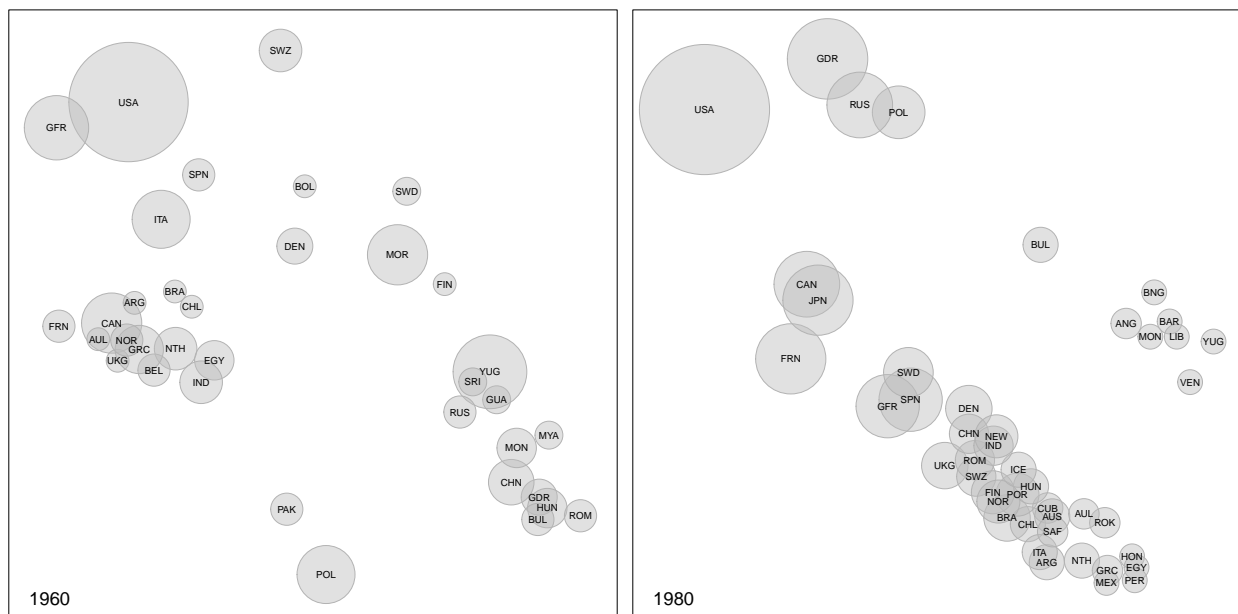 SWZ
USA
GFR
SPN
BOL
SWD
ITA
DEN
MOR
FIN
BRA
ARG
CHL
FRN
CAN
AUL
NOR
GRC
NTH
UKG
BEL
EGY
IND
YUG
SRI
GUA
RUS
MYA
MON
CHN
GDR
HUN
BUL
ROM
PAK
POL
1960
GDR
USA
RUS
POL
BUL
CAN
JPN
BNG
ANG
BAR
MON
LIB
YUG
FRN
VEN
SWD
SPN
GFR
DEN
CHN
NEW
IND
UKG
ROM
SWZ
ICE
FIN
POR
HUN
NOR
BRA
CHL
CUB
AUS
SAF
AUL
ROK
ITA
ARG
NTH
HON
GRC
EGY
MEX
PER
1980